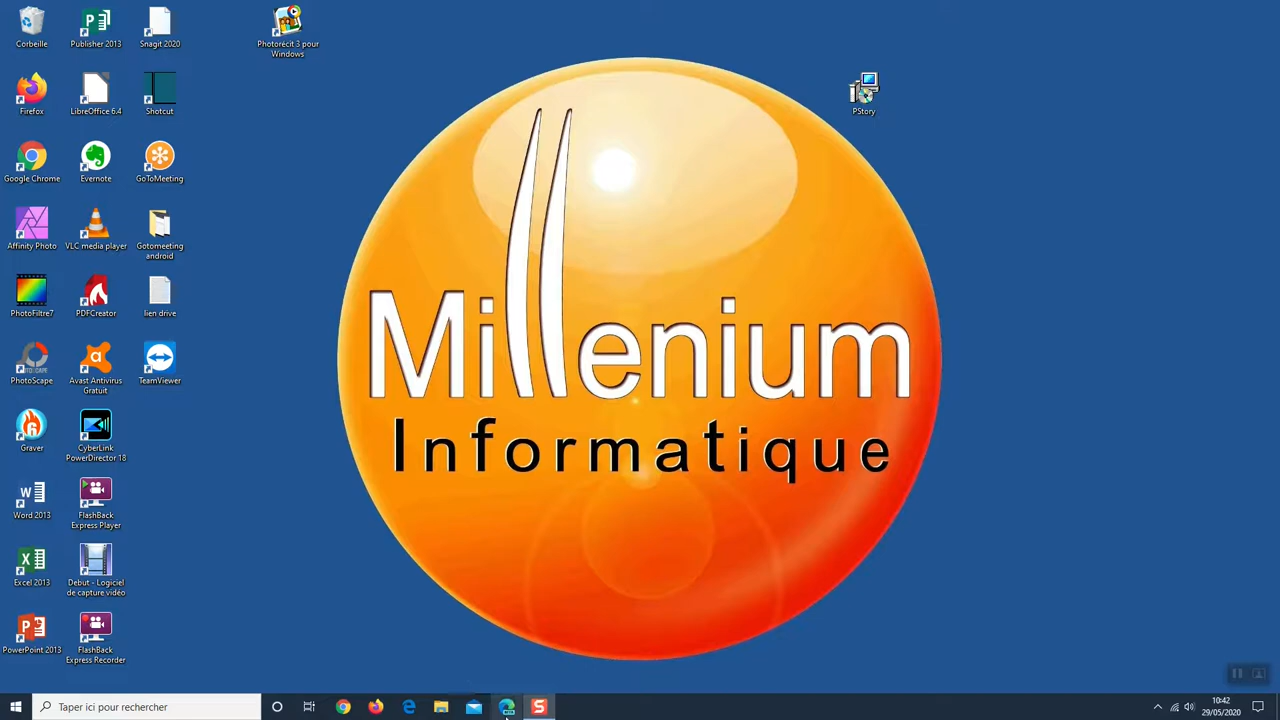 Corbeille
Publisher 2013
Snagit 2020
Photorécit 3 pour
Windows
Firefox
LibreOffice 6.4
Shotcut
PStory
Google Chrome
Evernote
GoToMeeting
Affinity Photo
VLC media player
Gotomeeting
android
PhotoFiltre7
PDFCreator
lien drive
PhotoScape
Avast Antivirus
Gratuit
TeamViewer
Millenium
Informatique
Graver
CyberLink
PowerDirector 18
Word 2013
FlashBack
Express Player
Excel 2013
Debut - Logiciel
de capture vidéo
PowerPoint 2013
FlashBack
Express Recorder
Taper ici pour rechercher
10:42
29/05/2020